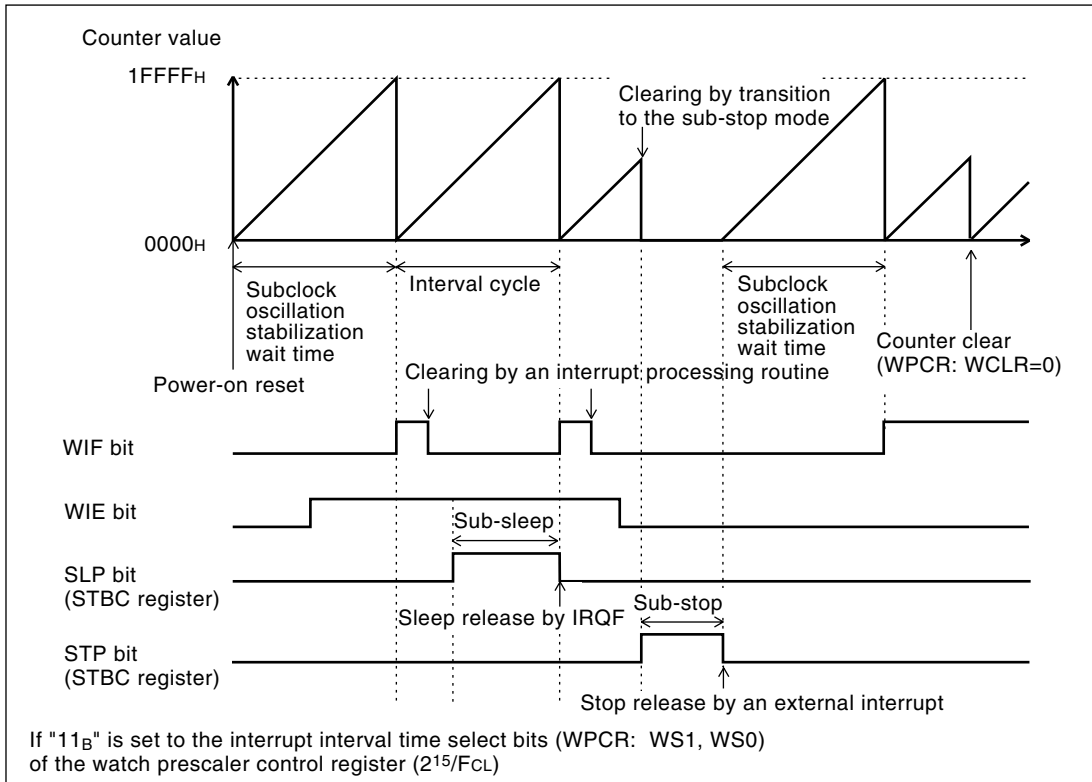 Counter value
1FFFFH
Clearing by transition
to the sub-stop mode
0000H
Subclock
oscillation
stabilization
wait time
Interval cycle
Subclock
oscillation
stabilization
wait time
Counter clear
(WPCR: WCLR=0)
Power-on reset
Clearing by an interrupt processing routine
WIF bit
WIE bit
Sub-sleep
SLP bit
(STBC register)
Sleep release by IRQF
Sub-stop
STP bit
(STBC register)
Stop release by an external interrupt
If "11B" is set to the interrupt interval time select bits (WPCR: WS1, WS0)
of the watch prescaler control register (2¹⁵/FCL)